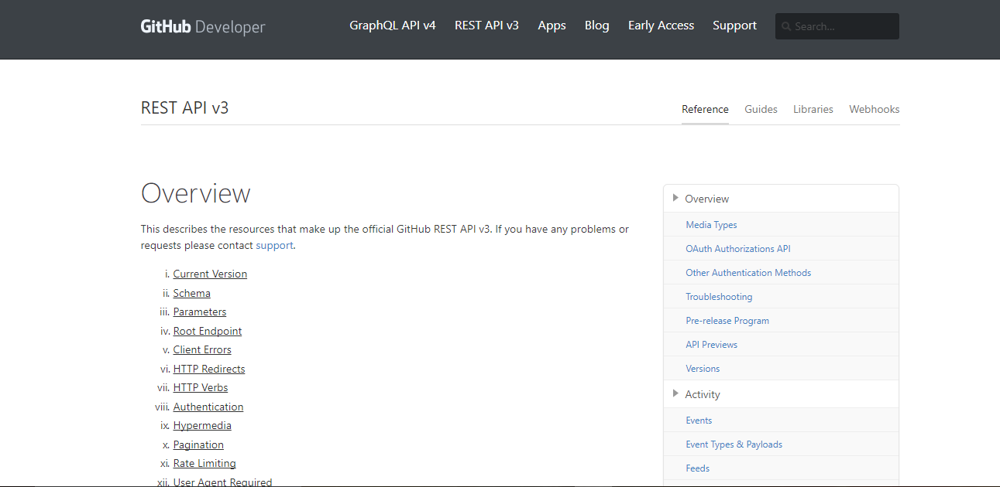 GitHub Developer
GraphQL API v4 REST API v3 Apps Blog Early Access Support Search...
REST API v3
Reference Guides Libraries Webhooks
Overview
This describes the resources that make up the official GitHub REST API v3. If you have any problems or
requests please contact support.
i. Current Version
ii. Schema
iii. Parameters
iv. Root Endpoint
v. Client Errors
vi. HTTP Redirects
vii. HTTP Verbs
viii. Authentication
ix. Hypermedia
x. Pagination
xi. Rate Limiting
xii. User Agent Required
Overview
Media Types
OAuth Authorizations API
Other Authentication Methods
Troubleshooting
Pre-release Program
API Previews
Versions
Activity
Events
Event Types & Payloads
Feeds